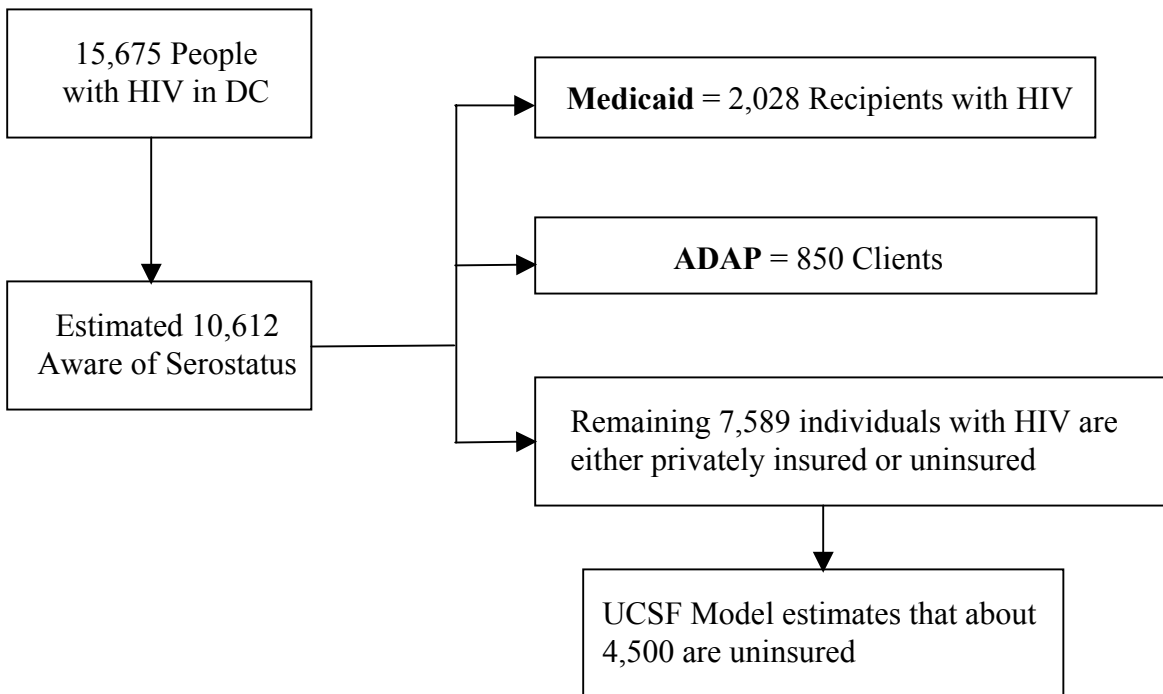 15,675 People
with HIV in DC
Medicaid = 2,028 Recipients with HIV
ADAP = 850 Clients
Estimated 10,612
Aware of Serostatus
Remaining 7,589 individuals with HIV are
either privately insured or uninsured
UCSF Model estimates that about
4,500 are uninsured